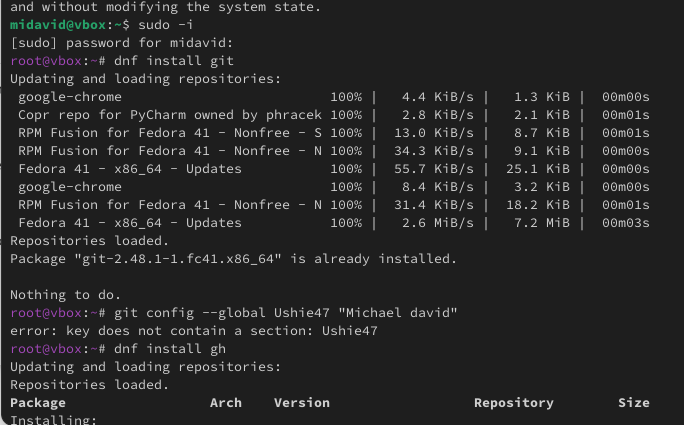 and without modifying the system state.
midavid@vbox:~$ sudo -i
[sudo] password for midavid:
root@vbox:~# dnf install git
Updating and loading repositories:
google-chrome 100% | 4.4 KiB/s | 1.3 KiB | 00m00s
Copr repo for PyCharm owned by phracek 100% | 2.8 KiB/s | 2.1 KiB | 00m01s
RPM Fusion for Fedora 41 - Nonfree - S 100% | 13.0 KiB/s | 8.7 KiB | 00m01s
RPM Fusion for Fedora 41 - Nonfree - N 100% | 34.3 KiB/s | 9.1 KiB | 00m00s
Fedora 41 - x86_64 - Updates 100% | 55.7 KiB/s | 25.1 KiB | 00m00s
google-chrome 100% | 8.4 KiB/s | 3.2 KiB | 00m00s
RPM Fusion for Fedora 41 - Nonfree - N 100% | 31.4 KiB/s | 18.2 KiB | 00m01s
Fedora 41 - x86_64 - Updates 100% | 2.6 MiB/s | 7.2 MiB | 00m03s
Repositories loaded.
Package "git-2.48.1-1.fc41.x86_64" is already installed.
Nothing to do.
root@vbox:~# git config --global Ushie47 "Michael david"
error: key does not contain a section: Ushie47
root@vbox:~# dnf install gh
Updating and loading repositories:
Repositories loaded.
Package Arch Version Repository Size
Installing: